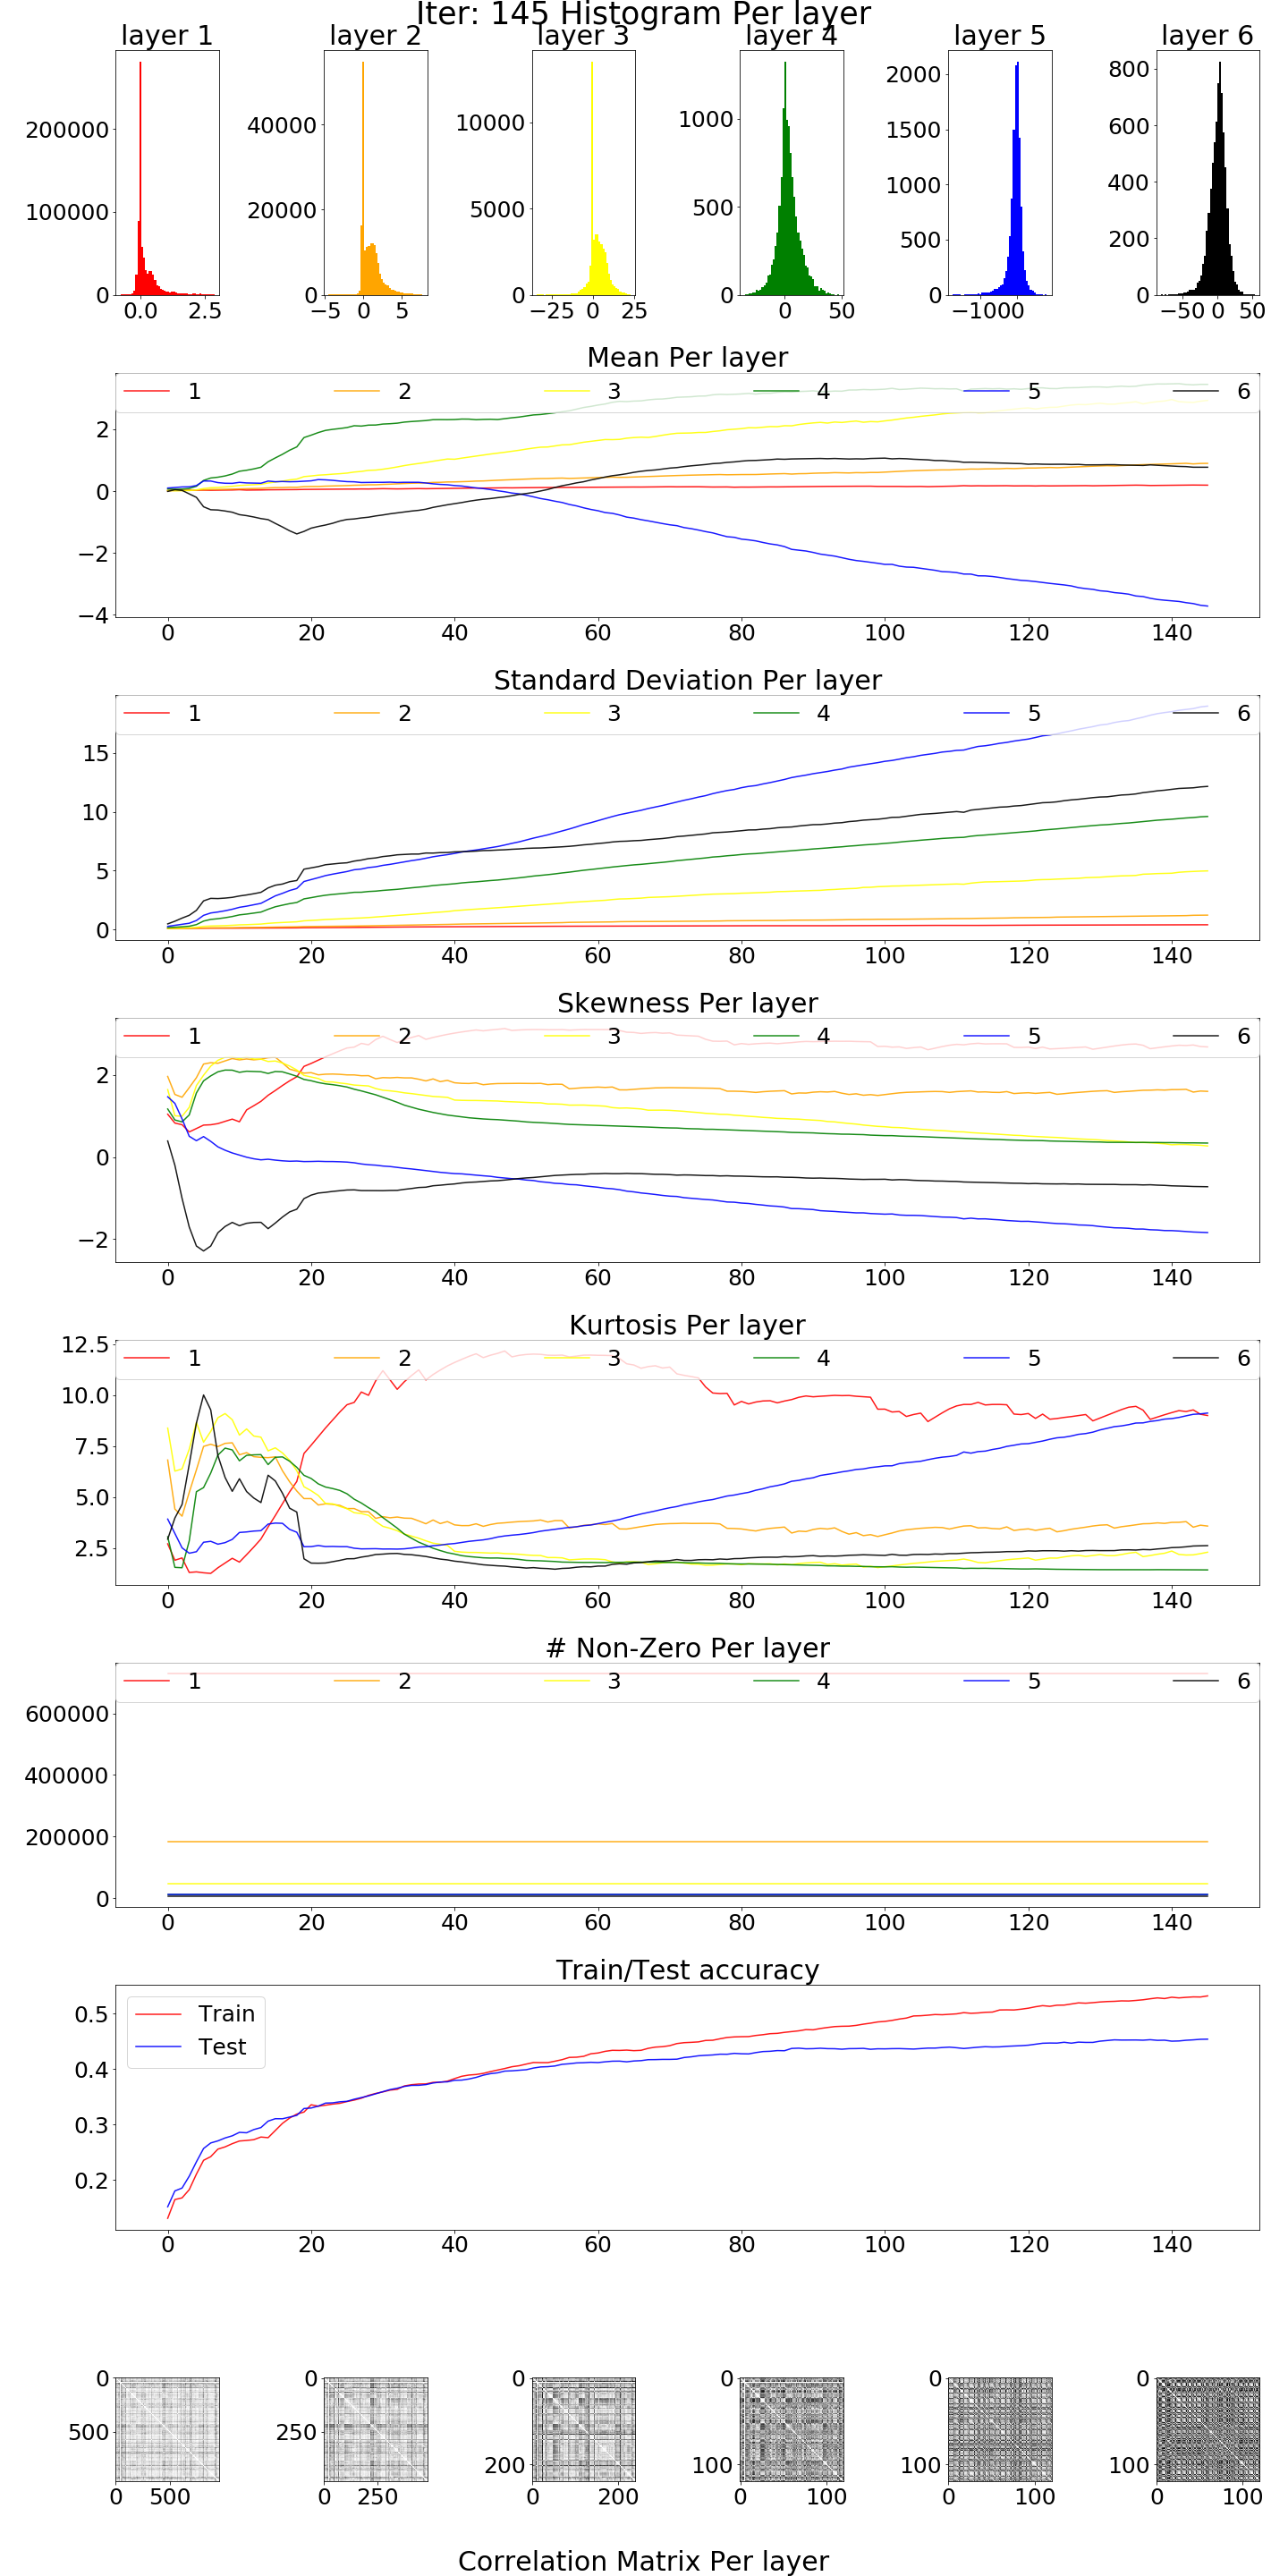 Iter: 145 Histogram Per layer
layer 1 layer 2 layer 3 layer 4 layer 5 layer 6
200000 100000 0 0.0 2.5
40000 20000 0 −5 0 5
10000 5000 0 −25 0 25
1000 500 0 0 50
2000 1500 1000 500 0 −1000
800 600 400 200 0 −50 0 50
Mean Per layer
1 2 3 4 5 6
2
0
−2
−4
0 20 40 60 80 100 120 140
Standard Deviation Per layer
1 2 3 4 5 6
15
10
5
0
0 20 40 60 80 100 120 140
Skewness Per layer
1 2 3 4 5 6
2
0
−2
0 20 40 60 80 100 120 140
Kurtosis Per layer
12.5
1 2 3 4 5 6
10.0
7.5
5.0
2.5
0 20 40 60 80 100 120 140
# Non-Zero Per layer
1 2 3 4 5 6
600000
400000
200000
0
0 20 40 60 80 100 120 140
Train/Test accuracy
Train
Test
0.5
0.4
0.3
0.2
0 20 40 60 80 100 120 140
0 500 0 500
0 250 0 250
0 200 0 200
0 100 0 100
0 100 0 100
0 100 0 100
Correlation Matrix Per layer